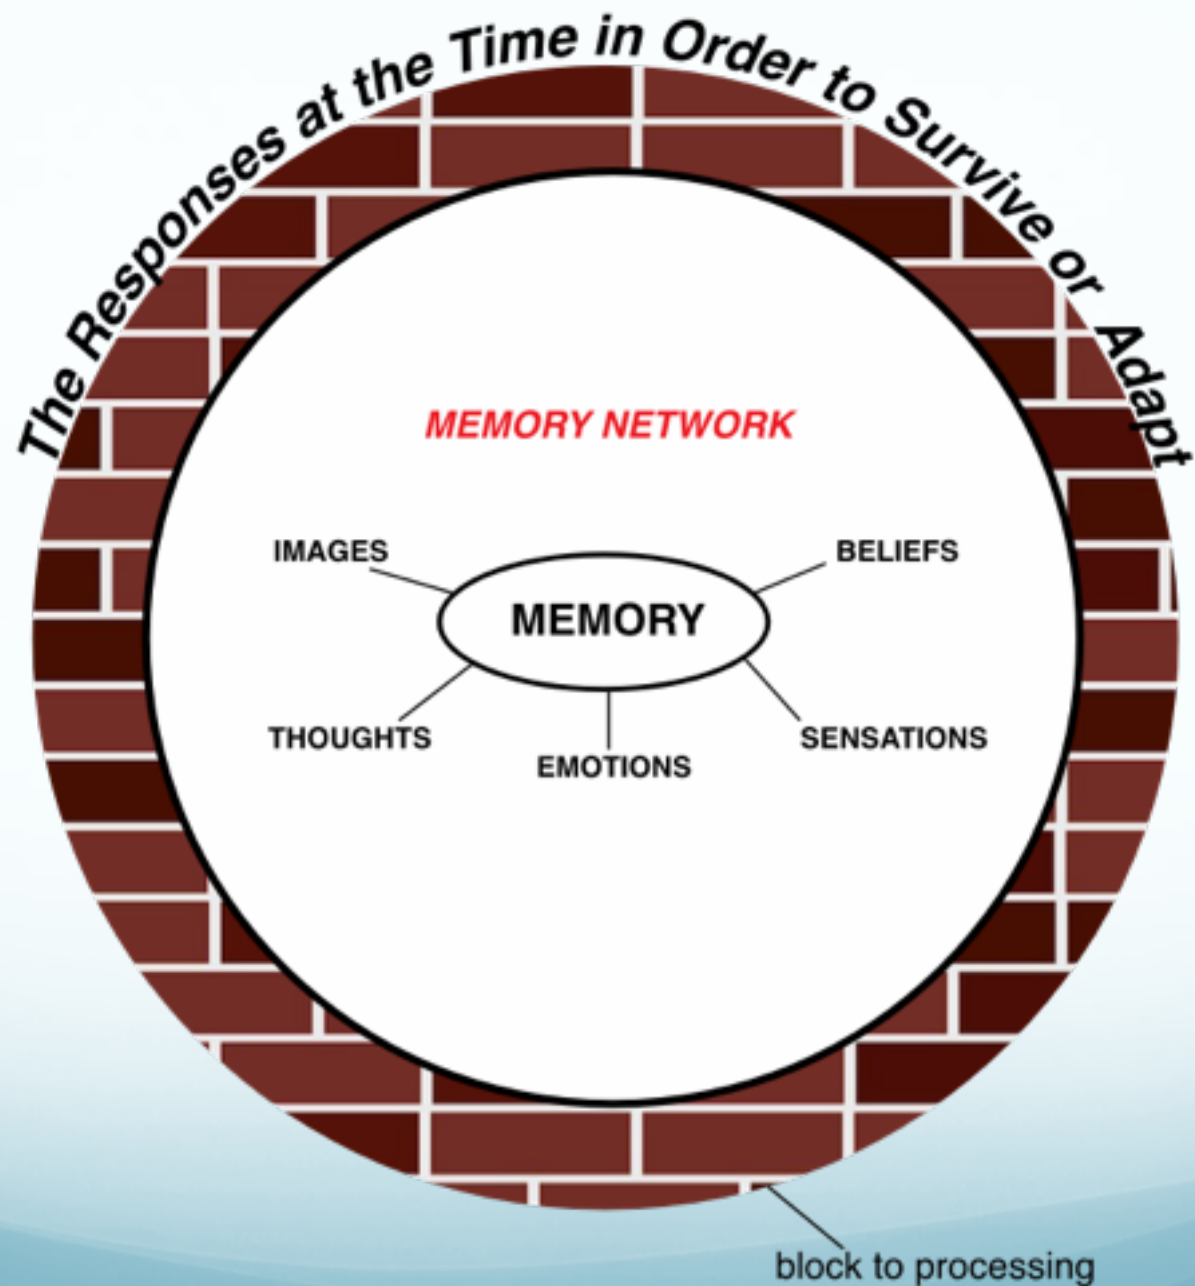 The Responses at the Time in Order to Survive or Adapt
MEMORY NETWORK
IMAGES
BELIEFS
MEMORY
THOUGHTS
SENSATIONS
EMOTIONS
block to processing